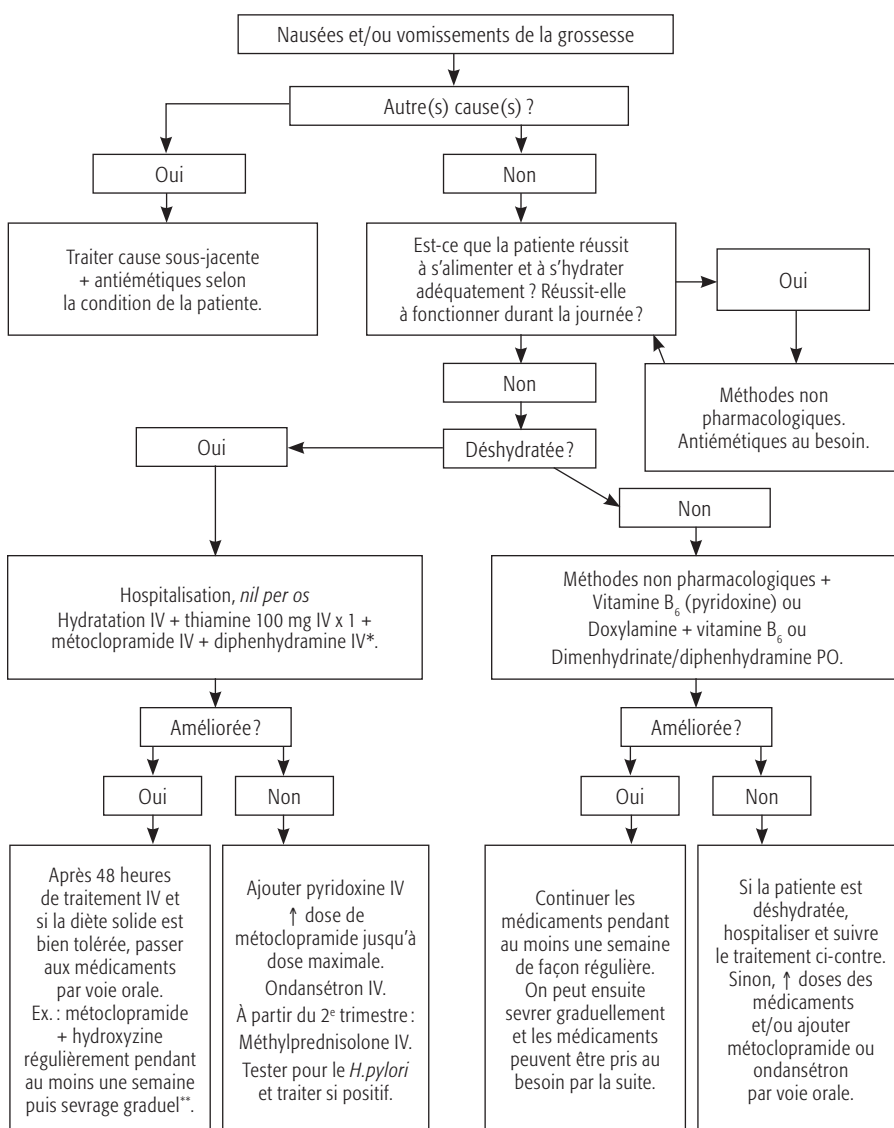 Nausées et/ou vomissements de la grossesse
Autre(s) cause(s) ?
Oui
Non
Traiter cause sous-jacente
+ antiémétiques selon
la condition de la patiente.
Est-ce que la patiente réussit
à s'alimenter et à s'hydrater
adéquatement ? Réussit-elle
à fonctionner durant la journée ?
Oui
Méthodes non
pharmacologiques.
Antiémétiques au besoin.
Non
Déshydratée ?
Oui
Non
Hospitalisation, nil per os
Hydratation IV + thiamine 100 mg IV x 1 +
métoclopramide IV + diphenhydramine IV*.
Méthodes non pharmacologiques +
Vitamine B₆ (pyridoxine) ou
Doxylamine + vitamine B₆ ou
Dimenhydrinate/diphenhydramine PO.
Améliorée ?
Oui
Non
Améliorée ?
Oui
Non
Après 48 heures
de traitement IV et
si la diète solide est
bien tolérée, passer
aux médicaments
par voie orale.
Ex. : métoclopramide
+ hydroxyzine
régulièrement pendant
au moins une semaine
puis sevrage graduel**.
Ajouter pyridoxine IV
↑ dose de
métoclopramide jusqu'à
dose maximale.
Ondansétron IV.
À partir du 2e trimestre :
Méthylprednisolone IV.
Tester pour le H.pylori
et traiter si positif.
Continuer les
médicaments pendant
au moins une semaine
de façon régulière.
On peut ensuite
sevrer graduellement
et les médicaments
peuvent être pris au
besoin par la suite.
Si la patiente est
déshydratée,
hospitaliser et suivre
le traitement ci-contre.
Sinon, ↑ doses des
médicaments
et/ou ajouter
métoclopramide ou
ondansétron
par voie orale.